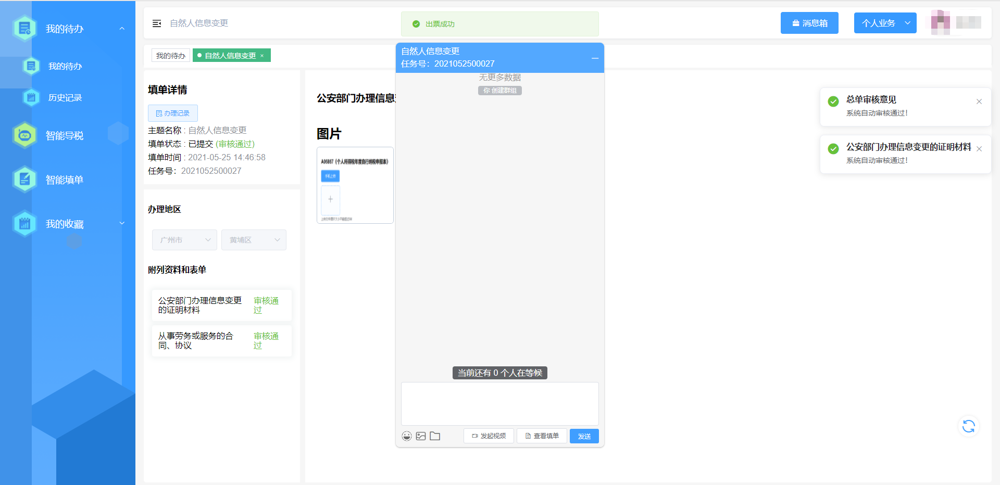 我的待办
我的待办
历史记录
智能导税
智能填单
我的收藏
自然人信息变更
出票成功
消息箱
个人业务
我的待办
自然人信息变更 ×
填单详情
办理记录
主题名称 : 自然人信息变更
填单状态 : 已提交 (审核通过)
填单时间 : 2021-05-25 14:46:58
任务号: 2021052500027
办理地区
广州市
黄埔区
附列资料和表单
公安部门办理信息变更
的证明材料
审核通
过
从事劳务或服务的合
同、协议
审核通
过
公安部门办理信息
图片
A06867《个人所得税年度自行纳税申报表》
手机上传
自然人信息变更
任务号: 2021052500027
无更多数据
你 创建群组
当前还有 0 个人在等候
发起视频
查看填单
发送
总单审核意见
系统自动审核通过!
公安部门办理信息变更的证明材料
系统自动审核通过!